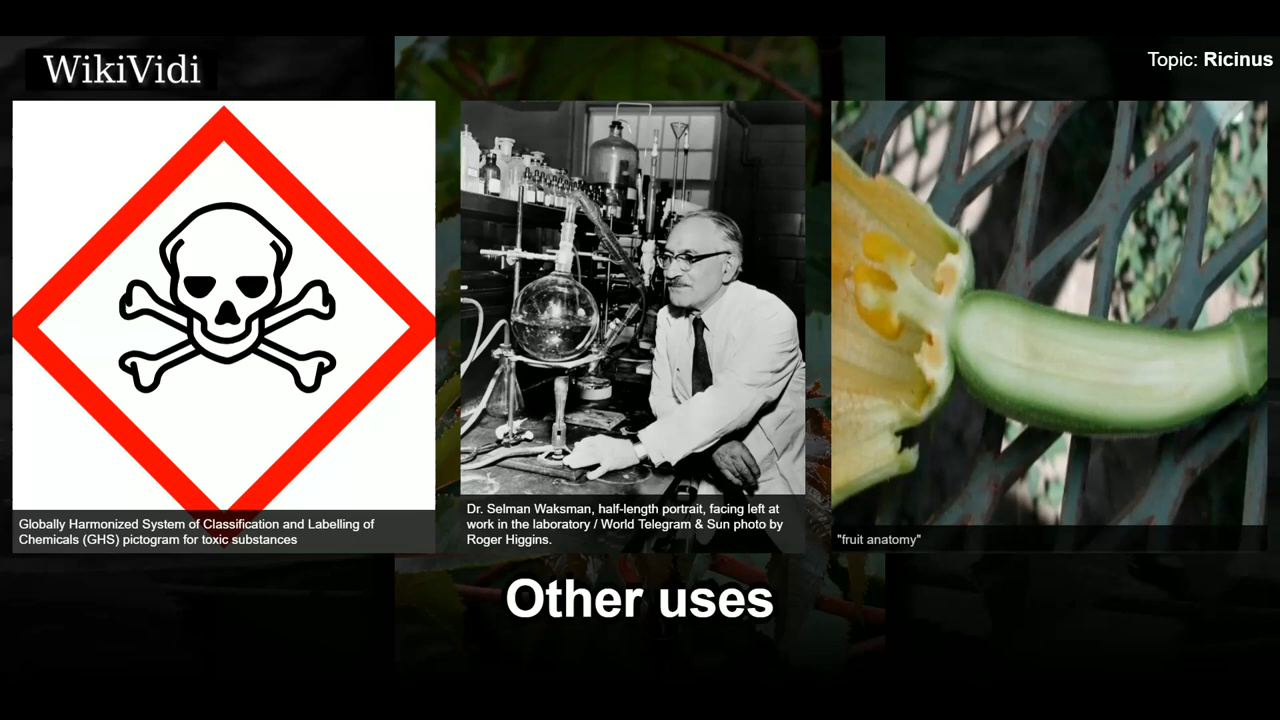 WikiVidi
Topic: Ricinus
Globally Harmonized System of Classification and Labelling of
Chemicals (GHS) pictogram for toxic substances
Dr. Selman Waksman, half-length portrait, facing left at
work in the laboratory / World Telegram & Sun photo by
Roger Higgins.
"fruit anatomy"
Other uses